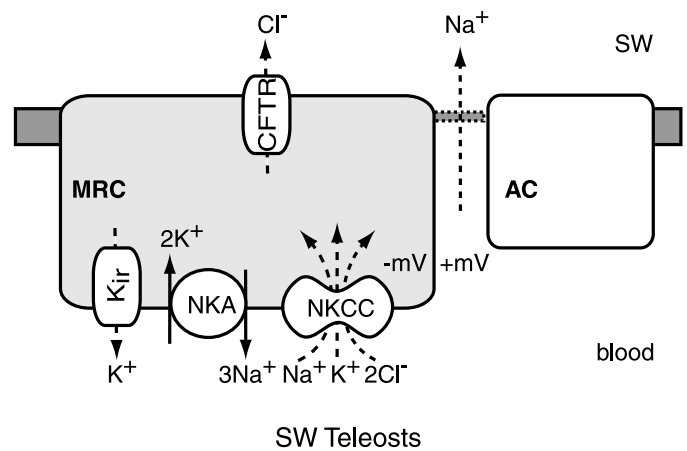 Cl⁻ Na⁺
SW
CFTR
MRC AC
2K⁺
-mV +mV
Kir NKA NKCC
K⁺ 3Na⁺ Na⁺ K⁺ 2Cl⁻
blood
SW Teleosts